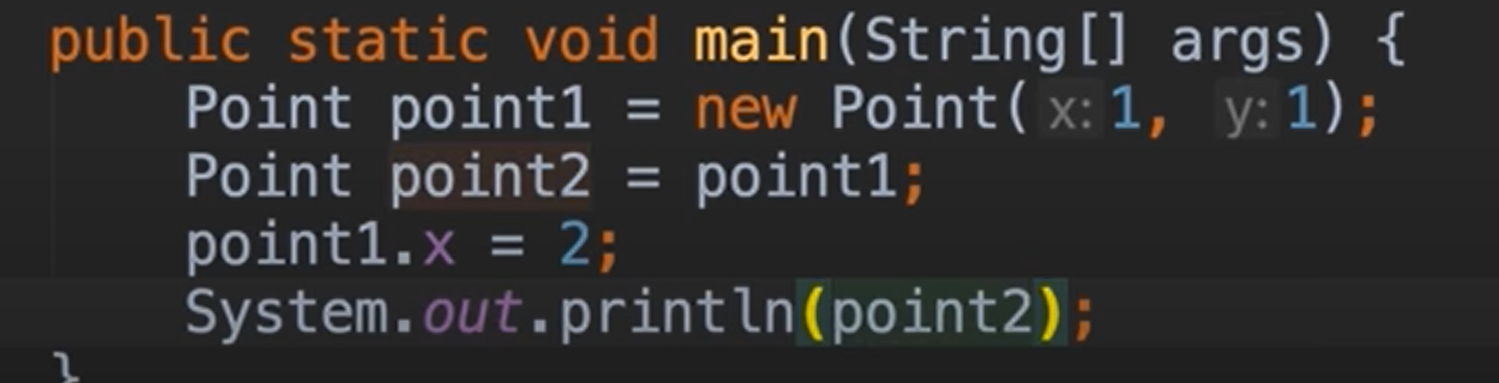 public static void main(String[] args) {
Point point1 = new Point( x: 1, y: 1);
Point point2 = point1;
point1.x = 2;
System.out.println(point2);
}